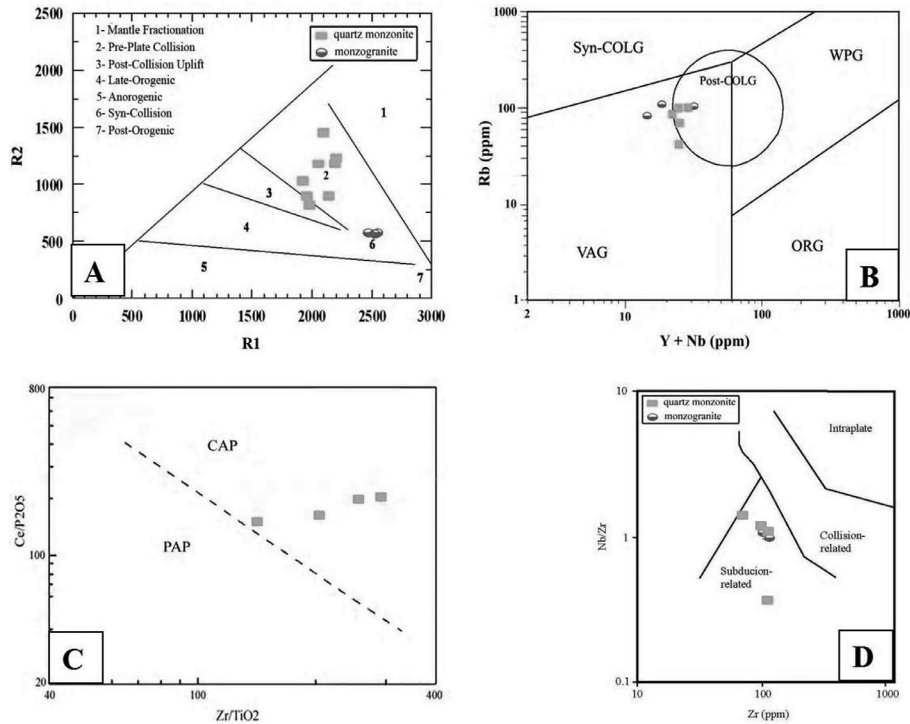 1- Mantle Fractionation
2- Pre-Plate Collision
3- Post-Collision Uplift
4- Late-Orogenic
5- Anorogenic
6- Syn-Collision
7- Post-Orogenic
quartz monzonite
monzogranite
2500
2000
1500
1000
500
0
R2
1
2
3
4
5
6
7
A
0 500 1000 1500 2000 2500 3000
R1
Syn-COLG
Post-COLG
WPG
VAG
ORG
B
1000
100
10
1
Rb (ppm)
2 10 100 1000
Y + Nb (ppm)
800
100
20
Ce/P2O5
CAP
PAP
C
40 100 400
Zr/TiO2
quartz monzonite
monzogranite
Intraplate
Collision-
related
Subducion-
related
D
10
1
0.1
Nb/Zr
10 100 1000
Zr (ppm)